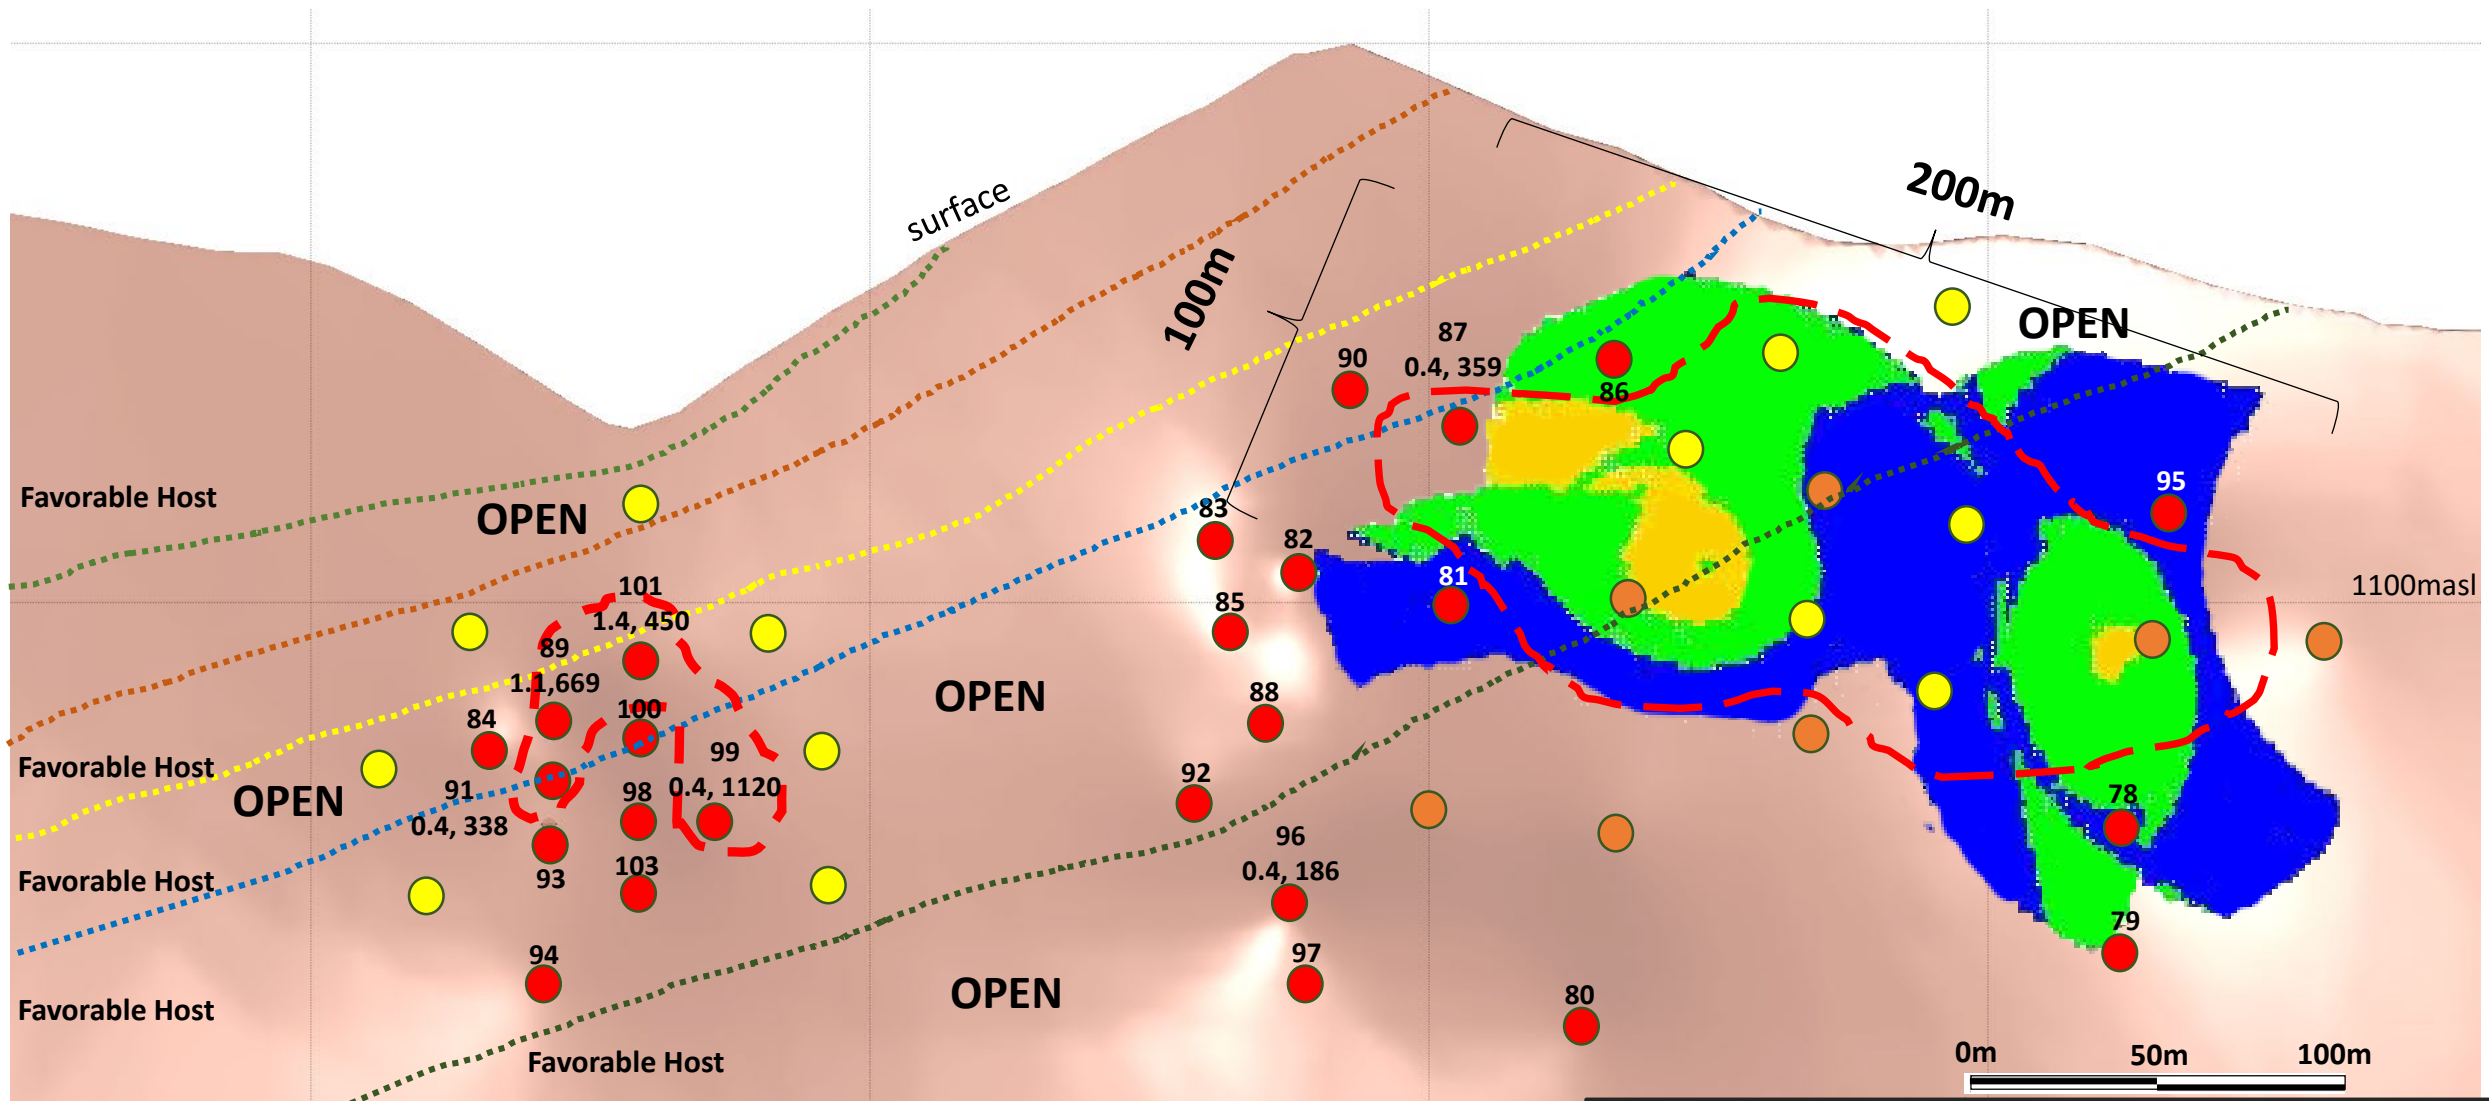 200m
surface
100m
OPEN
87
0.4, 359
90
86
95
Favorable Host
OPEN
83
82
81
1100masl
101
1.4, 450
85
89
1.1,669
OPEN
88
84
100
99
0.4, 1120
92
Favorable Host
OPEN
91
0.4, 338
98
78
96
0.4, 186
103
93
Favorable Host
79
94
97
OPEN
80
Favorable Host
Favorable Host
0m
50m
100m